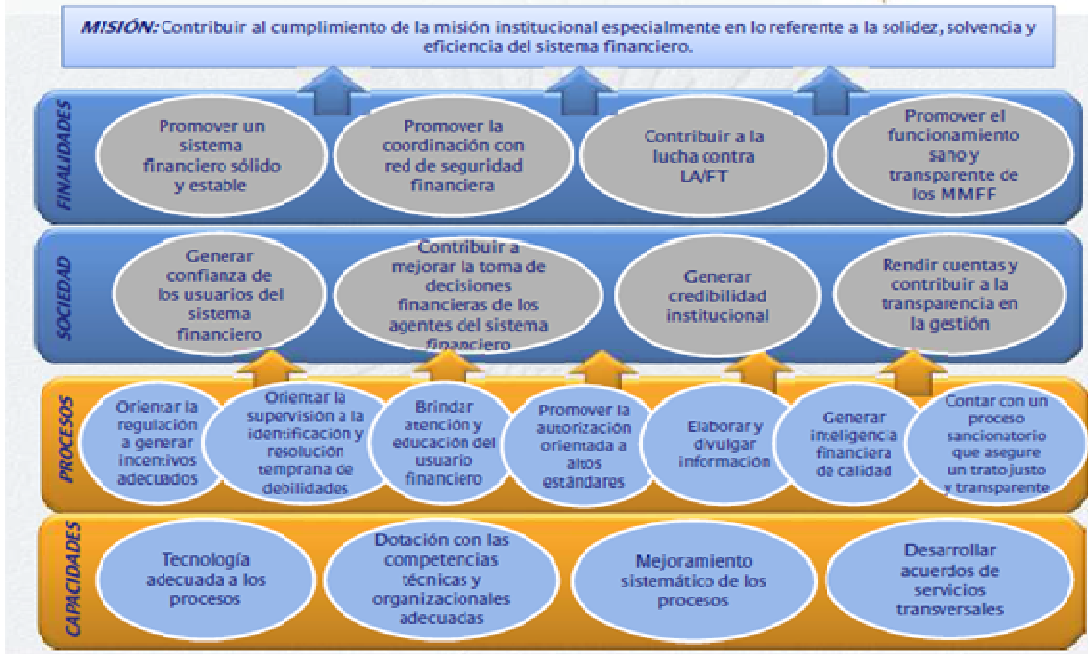 MISIÓN: Contribuir al cumplimiento de la misión institucional especialmente en lo referente a la solidez, solvencia y
eficiencia del sistema financiero.
FINALIDADES
Promover un
sistema
financiero sólido
y estable
Promover la
coordinación con
red de seguridad
financiera
Contribuir a la
lucha contra
LA/FT
Promover el
funcionamiento
sano y
transparente de
los MMFF
SOCIEDAD
Generar
confianza de
los usuarios del
sistema
financiero
Contribuir a
mejorar la toma de
decisiones
financieras de los
agentes del sistema
financiero
Generar
credibilidad
institucional
Rendir cuentas y
contribuir a la
transparencia en
la gestión
PROCESOS
Orientar la
regulación
a generar
incentivos
adecuados
Orientar la
supervisión a la
identificación y
resolución
temprana de
debilidades
Brindar
atención y
educación del
usuario
financiero
Promover la
autorización
orientada a
altos
estándares
Elaborar y
divulgar
información
Generar
inteligencia
financiera
de calidad
Contar con un
proceso
sancionatorio
que asegure
un trato justo
y transparente
CAPACIDADES
Tecnología
adecuada a los
procesos
Dotación con las
competencias
técnicas y
organizacionales
adecuadas
Mejoramiento
sistemático de los
procesos
Desarrollar
acuerdos de
servicios
transversales